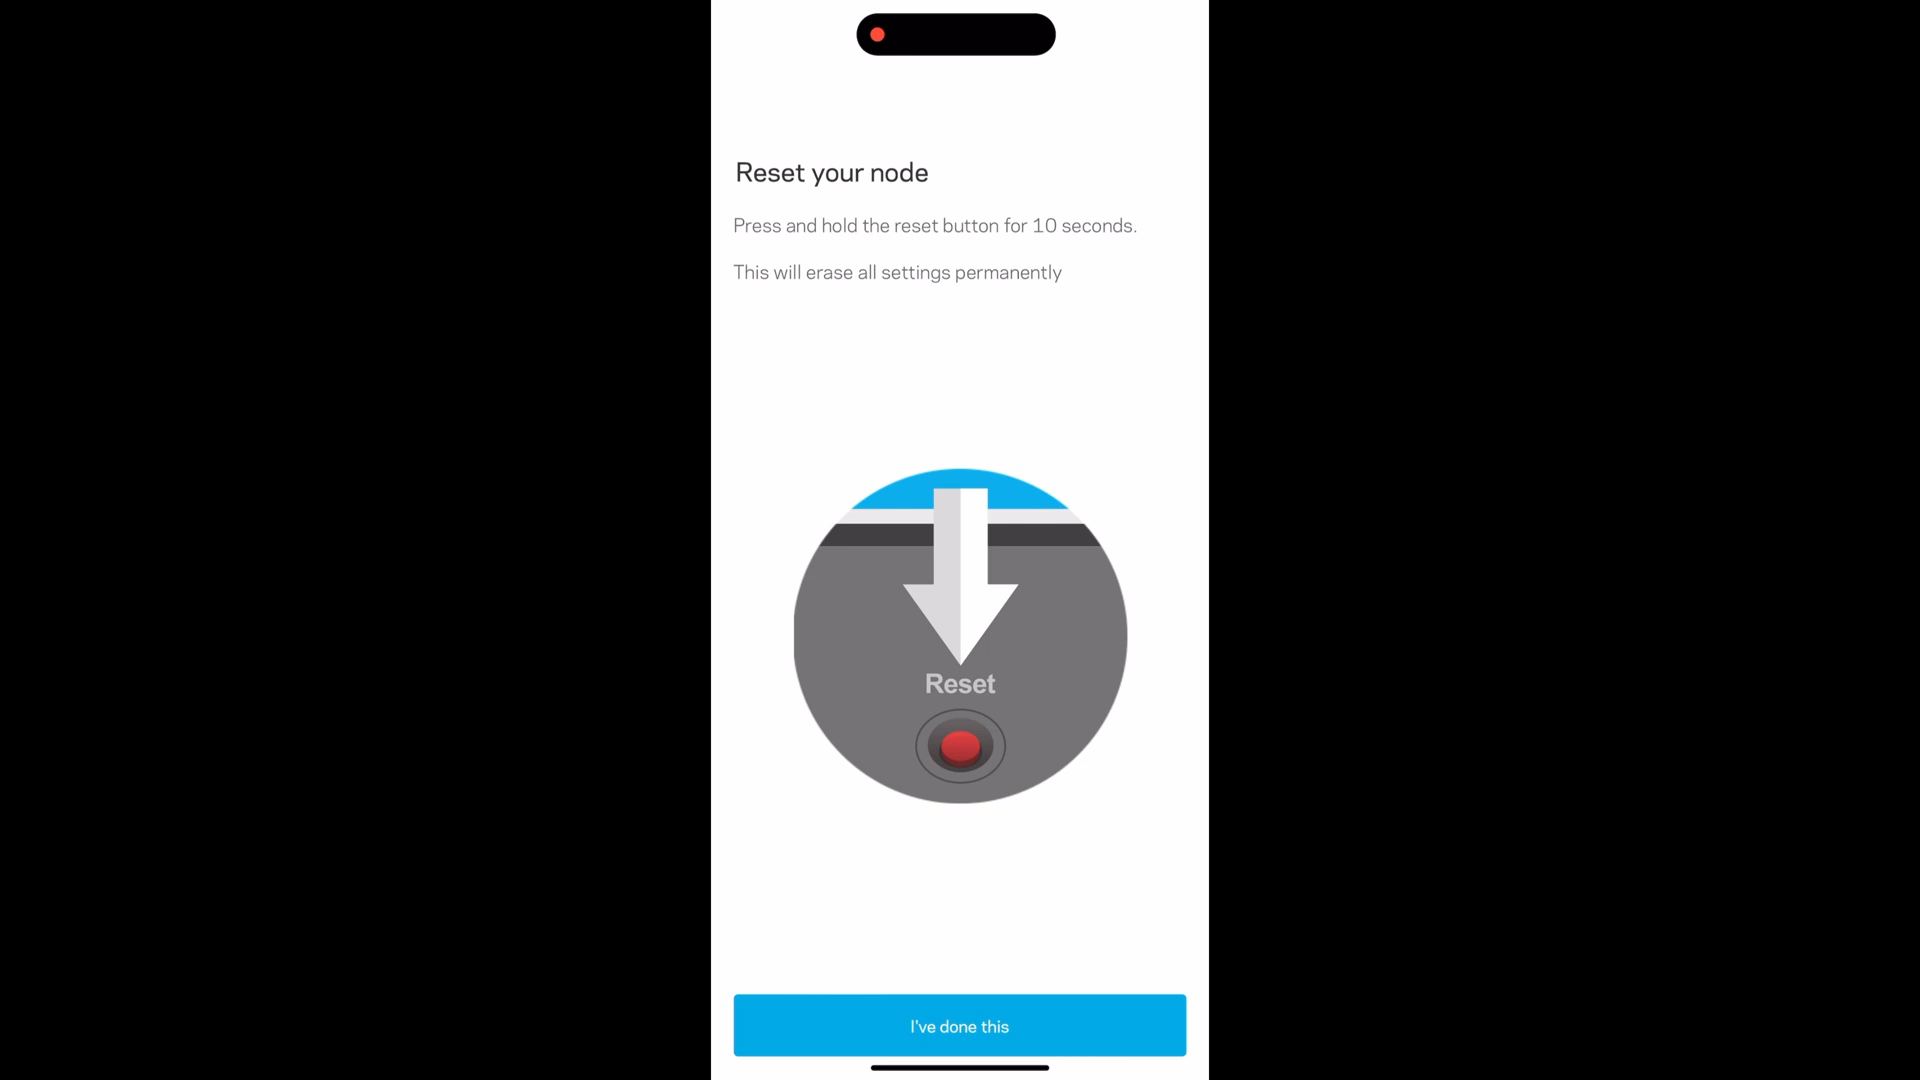 Reset your node
Press and hold the reset button for 10 seconds.
This will erase all settings permanently
Reset
I've done this